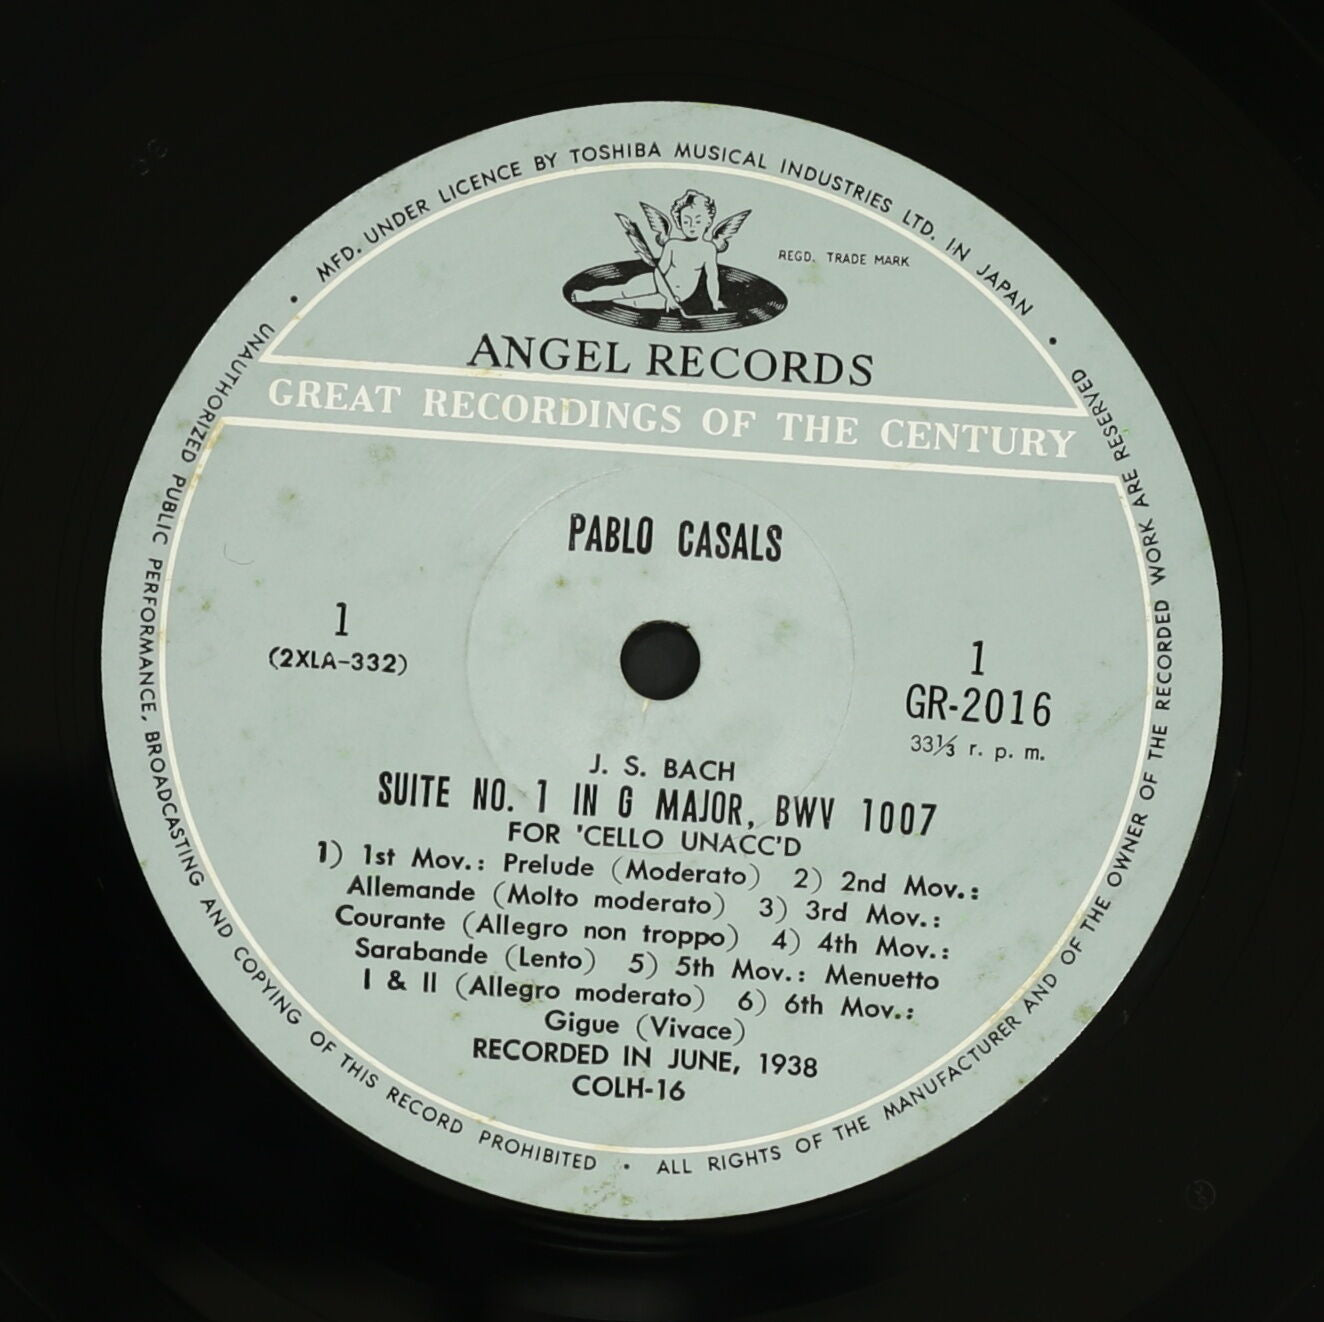 MFD. UNDER LICENCE BY TOSHIBA MUSICAL INDUSTRIES LTD. IN JAPAN
REGD. TRADE MARK
ANGEL RECORDS
GREAT RECORDINGS OF THE CENTURY
PABLO CASALS
1
(2XLA-332)
1
GR-2016
33⅓ r. p. m.
J. S. BACH
SUITE NO. 1 IN G MAJOR, BWV 1007
FOR 'CELLO UNACC'D
1) 1st Mov.: Prelude (Moderato) 2) 2nd Mov.:
Allemande (Molto moderato) 3) 3rd Mov.:
Courante (Allegro non troppo) 4) 4th Mov.:
Sarabande (Lento) 5) 5th Mov.: Menuetto
I & II (Allegro moderato) 6) 6th Mov.:
Gigue (Vivace)
RECORDED IN JUNE, 1938
COLH-16
UNAUTHORIZED PUBLIC PERFORMANCE, BROADCASTING AND COPYING OF THIS RECORD PROHIBITED • ALL RIGHTS OF THE MANUFACTURER AND OF THE OWNER OF THE RECORDED WORK ARE RESERVED